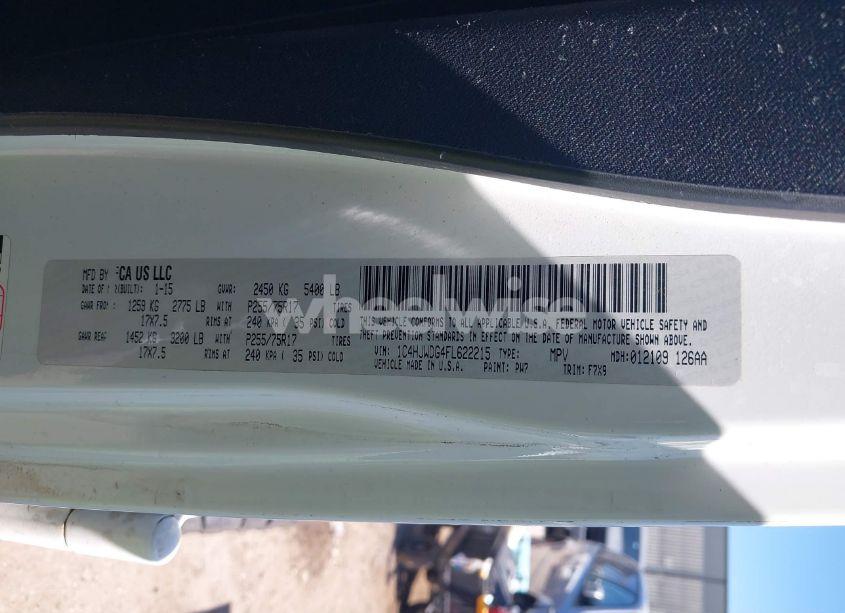 MFD BY FCA US LLC
DATE OF MFR(BUILT): 1-15 GVWR: 2450 KG 5400 LB
GAWR FRONT 1259 KG 2775 LB WITH P255/75R17 TIRES
17X7.5 RIMS AT 240 KPA ( 35 PSI) COLD
GAWR REAR 1452 KG 3200 LB WITH P255/75R17 TIRES
17X7.5 RIMS AT 240 KPA ( 35 PSI) COLD
THIS VEHICLE CONFORMS TO ALL APPLICABLE U.S.A. FEDERAL MOTOR VEHICLE SAFETY AND
THEFT PREVENTION STANDARDS IN EFFECT ON THE DATE OF MANUFACTURE SHOWN ABOVE.
VIN: 1C4HJWDG4FL622215 TYPE: MPV MDH: 012109 126AA
VEHICLE MADE IN U.S.A. PAINT: PW7 TRIM: F7X9
wheelwise